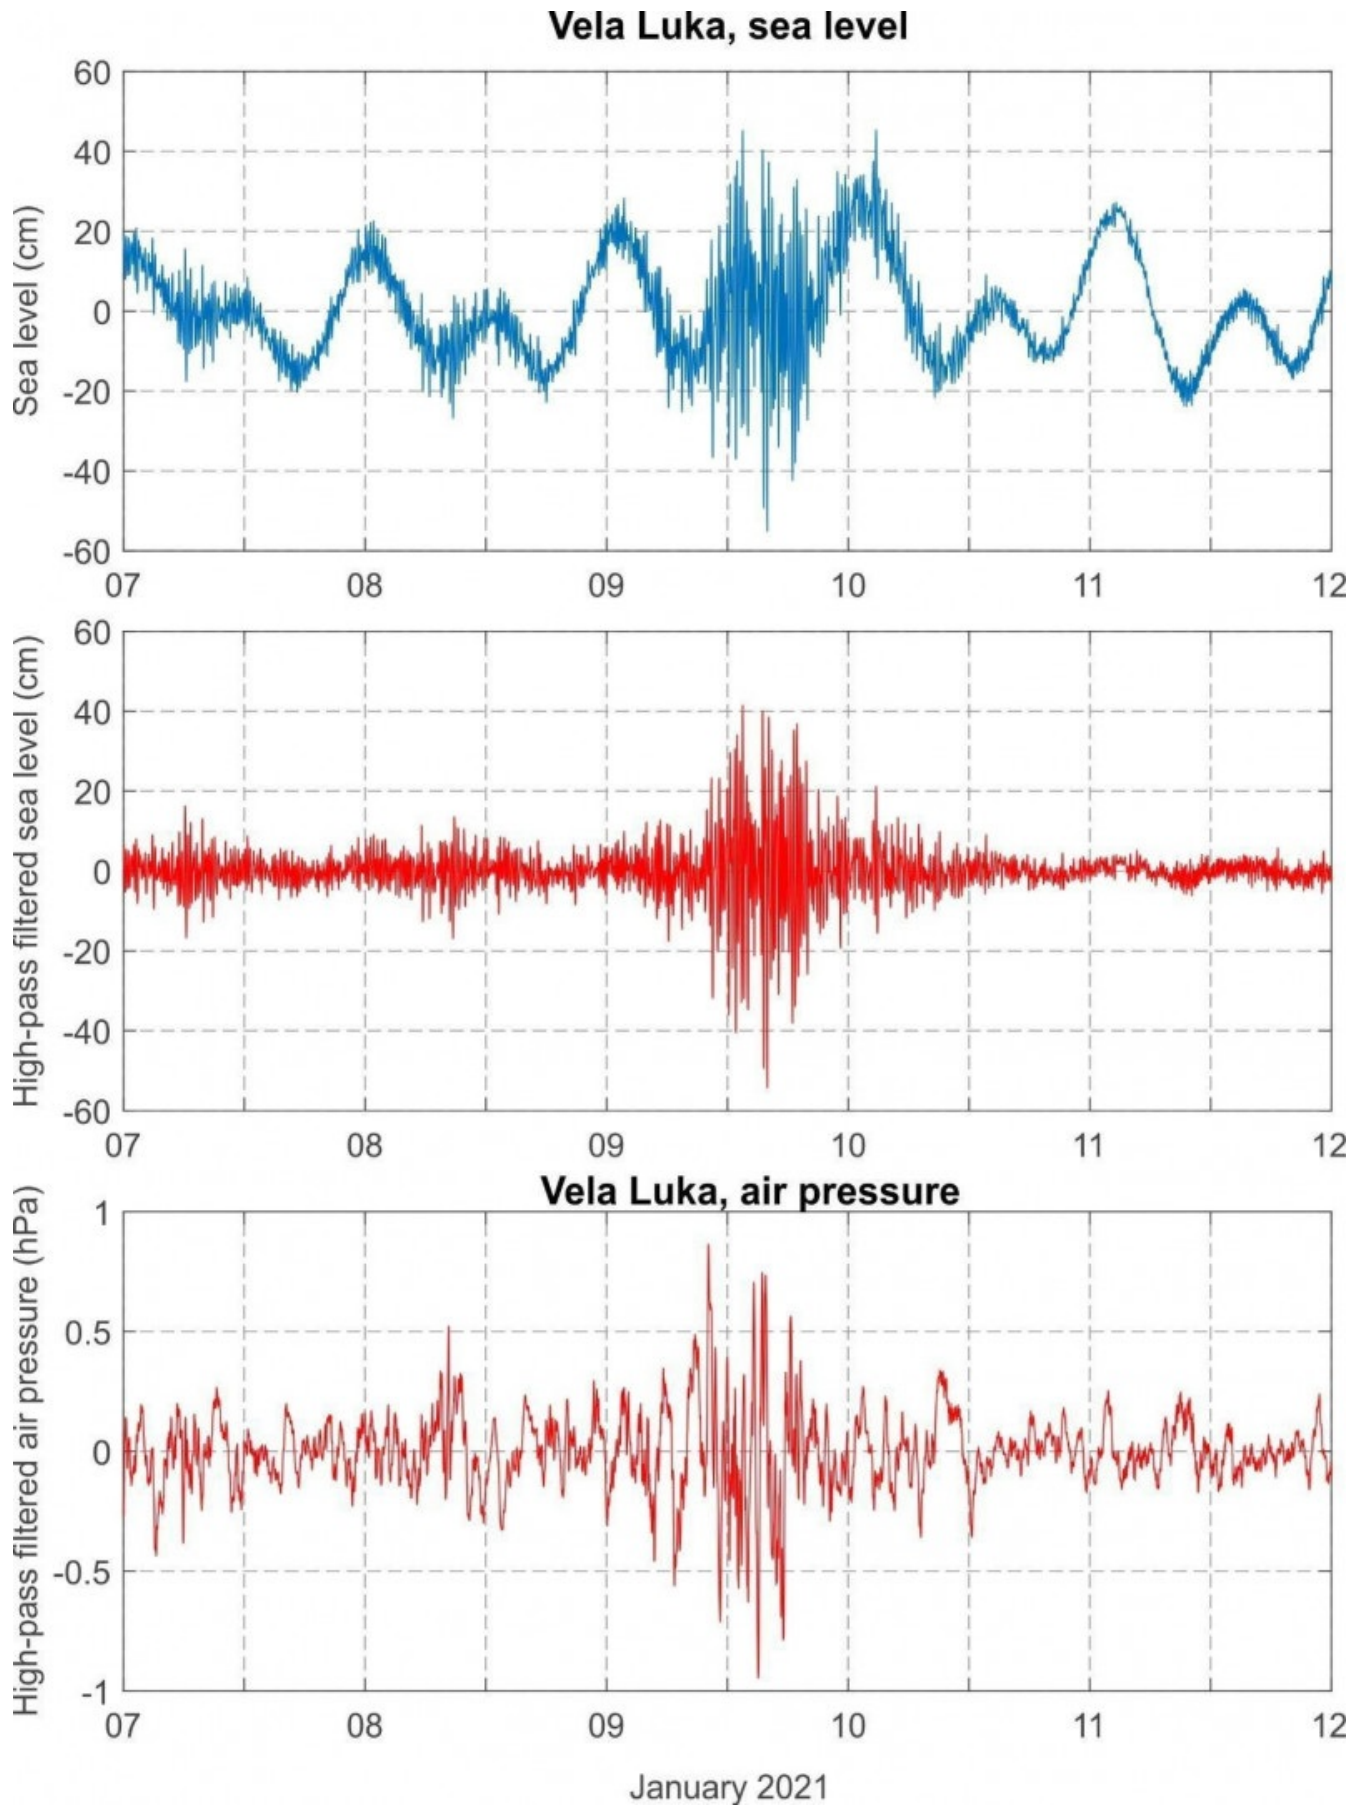 Vela Luka, sea level
Sea level (cm)
60
40
20
0
-20
-40
-60
07 08 09 10 11 12
High-pass filtered sea level (cm)
60
40
20
0
-20
-40
-60
07 08 09 10 11 12
Vela Luka, air pressure
High-pass filtered air pressure (hPa)
1
0.5
0
-0.5
-1
07 08 09 10 11 12
January 2021